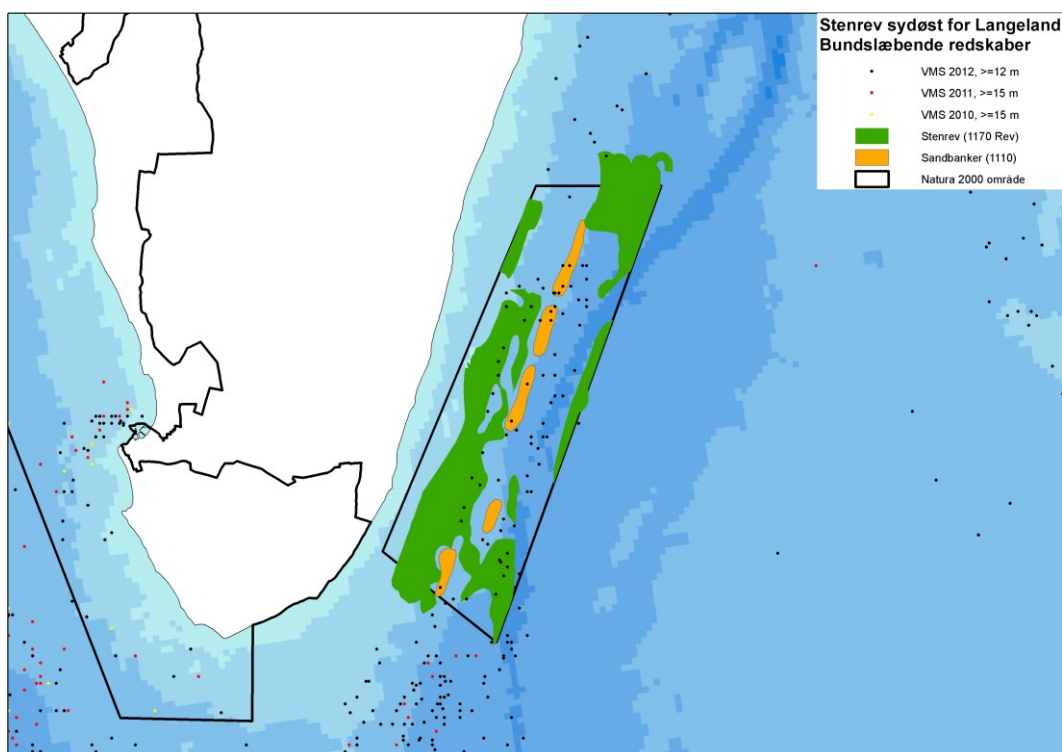 Stenrev sydøst for Langeland
Bundslæbende redskaber
VMS 2012, >=12 m
VMS 2011, >=15 m
VMS 2010, >=15 m
Stenrev (1170 Rev)
Sandbanker (1110)
Natura 2000 område